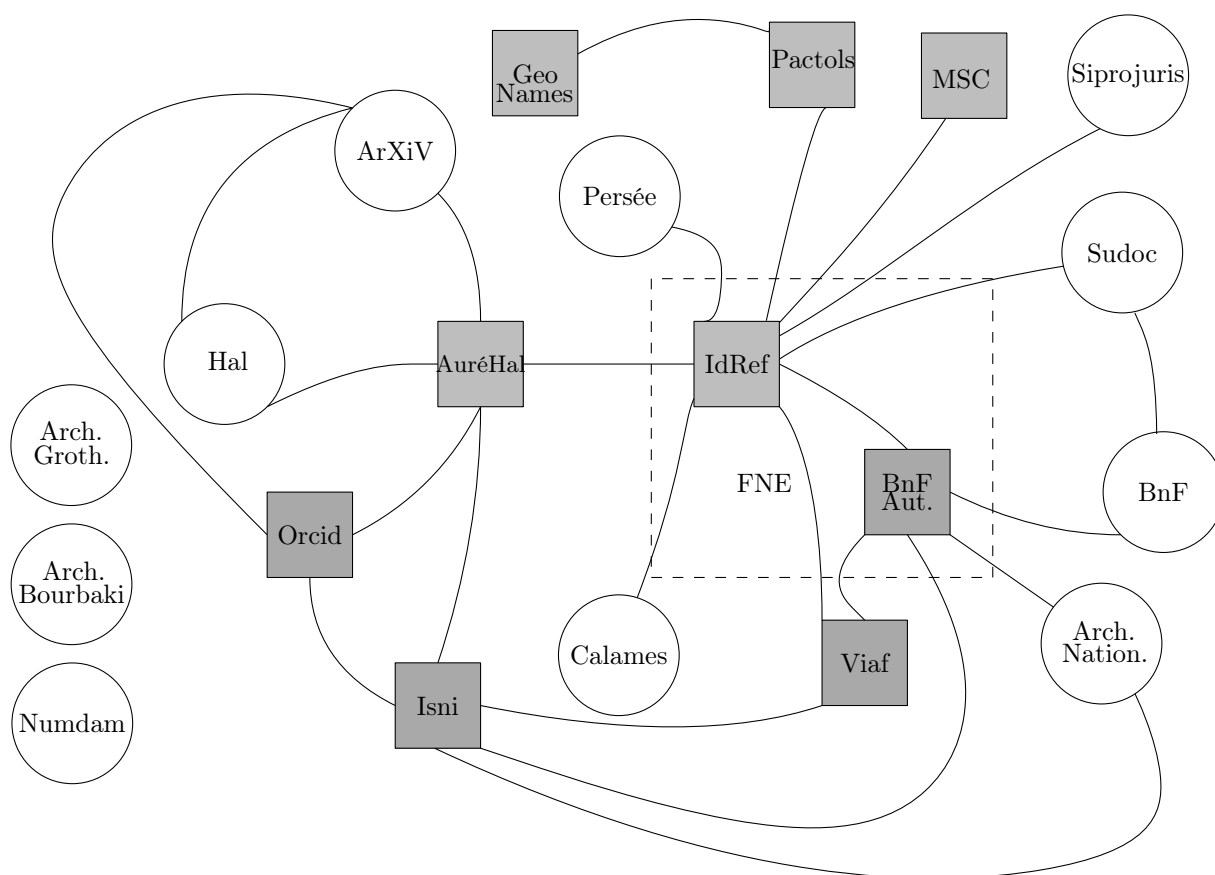 Geo
Names
Pactols
MSC
Siprojuris
ArXiV
Persée
Sudoc
Hal
AuréHal
IdRef
Arch.
Groth.
FNE
BnF
Aut.
BnF
Orcid
Arch.
Bourbaki
Calames
Viaf
Arch.
Nation.
Isni
Numdam